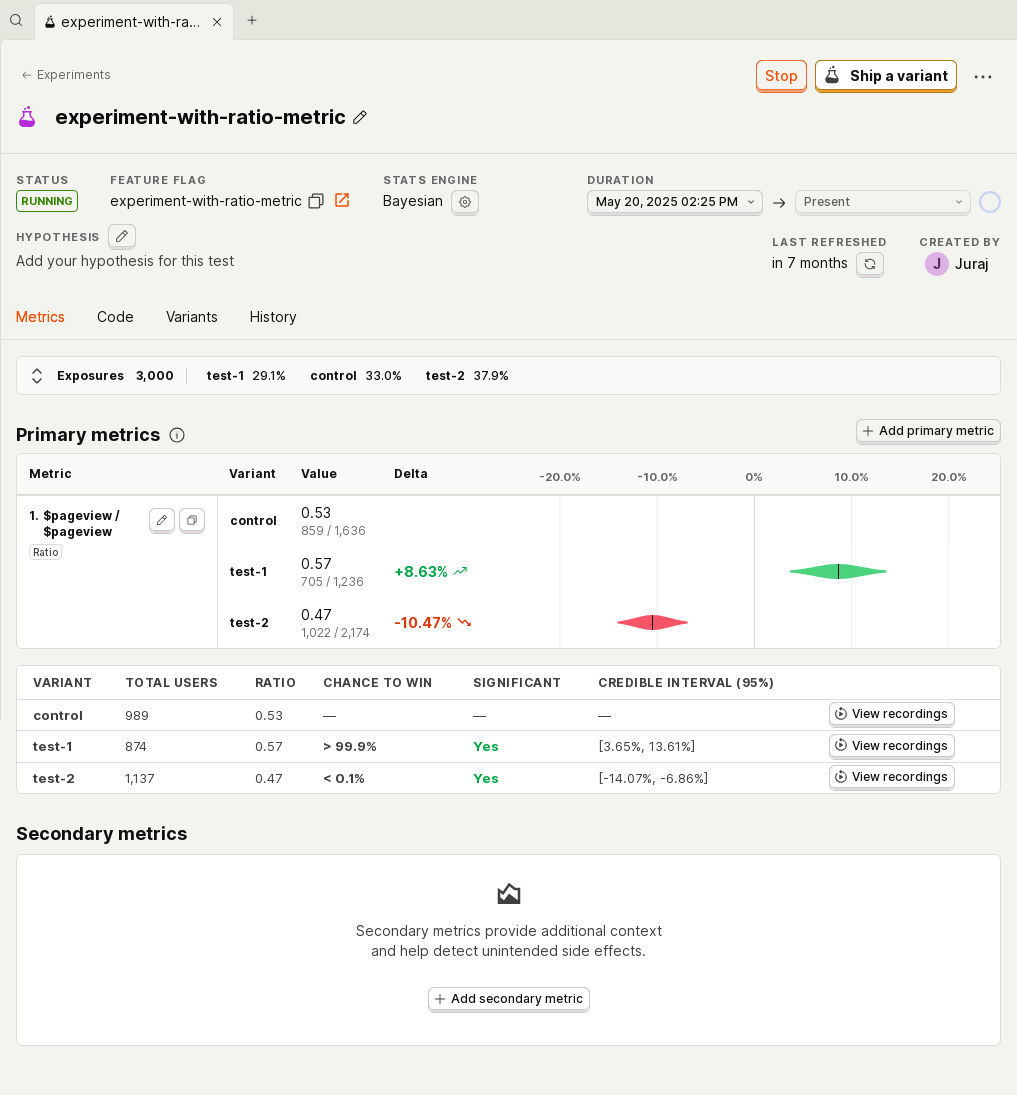 experiment-with-ra...
Experiments
Stop
Ship a variant
experiment-with-ratio-metric
STATUS
RUNNING
FEATURE FLAG
experiment-with-ratio-metric
STATS ENGINE
Bayesian
DURATION
May 20, 2025 02:25 PM
Present
HYPOTHESIS
Add your hypothesis for this test
LAST REFRESHED
in 7 months
CREATED BY
J Juraj
Metrics Code Variants History
Exposures 3,000 test-1 29.1% control 33.0% test-2 37.9%
Primary metrics
Add primary metric
Metric Variant Value Delta -20.0% -10.0% 0% 10.0% 20.0%
1. $pageview /
$pageview
Ratio
control 0.53
859 / 1,636
test-1 0.57 +8.63%
705 / 1,236
test-2 0.47 -10.47%
1,022 / 2,174
VARIANT TOTAL USERS RATIO CHANCE TO WIN SIGNIFICANT CREDIBLE INTERVAL (95%)
control 989 0.53 — — — View recordings
test-1 874 0.57 > 99.9% Yes [3.65%, 13.61%] View recordings
test-2 1,137 0.47 < 0.1% Yes [-14.07%, -6.86%] View recordings
Secondary metrics
Secondary metrics provide additional context
and help detect unintended side effects.
Add secondary metric